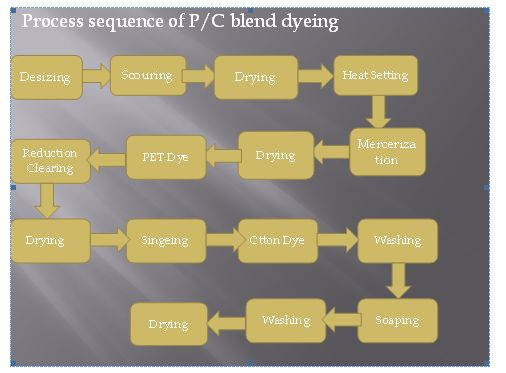 Process sequence of P/C blend dyeing
Desizing
Scouring
Drying
Heat Setting
Merceriza
tion
Drying
PET Dye
Reduction
Clearing
Drying
Singeing
Ctton Dye
Washing
Soaping
Washing
Drying